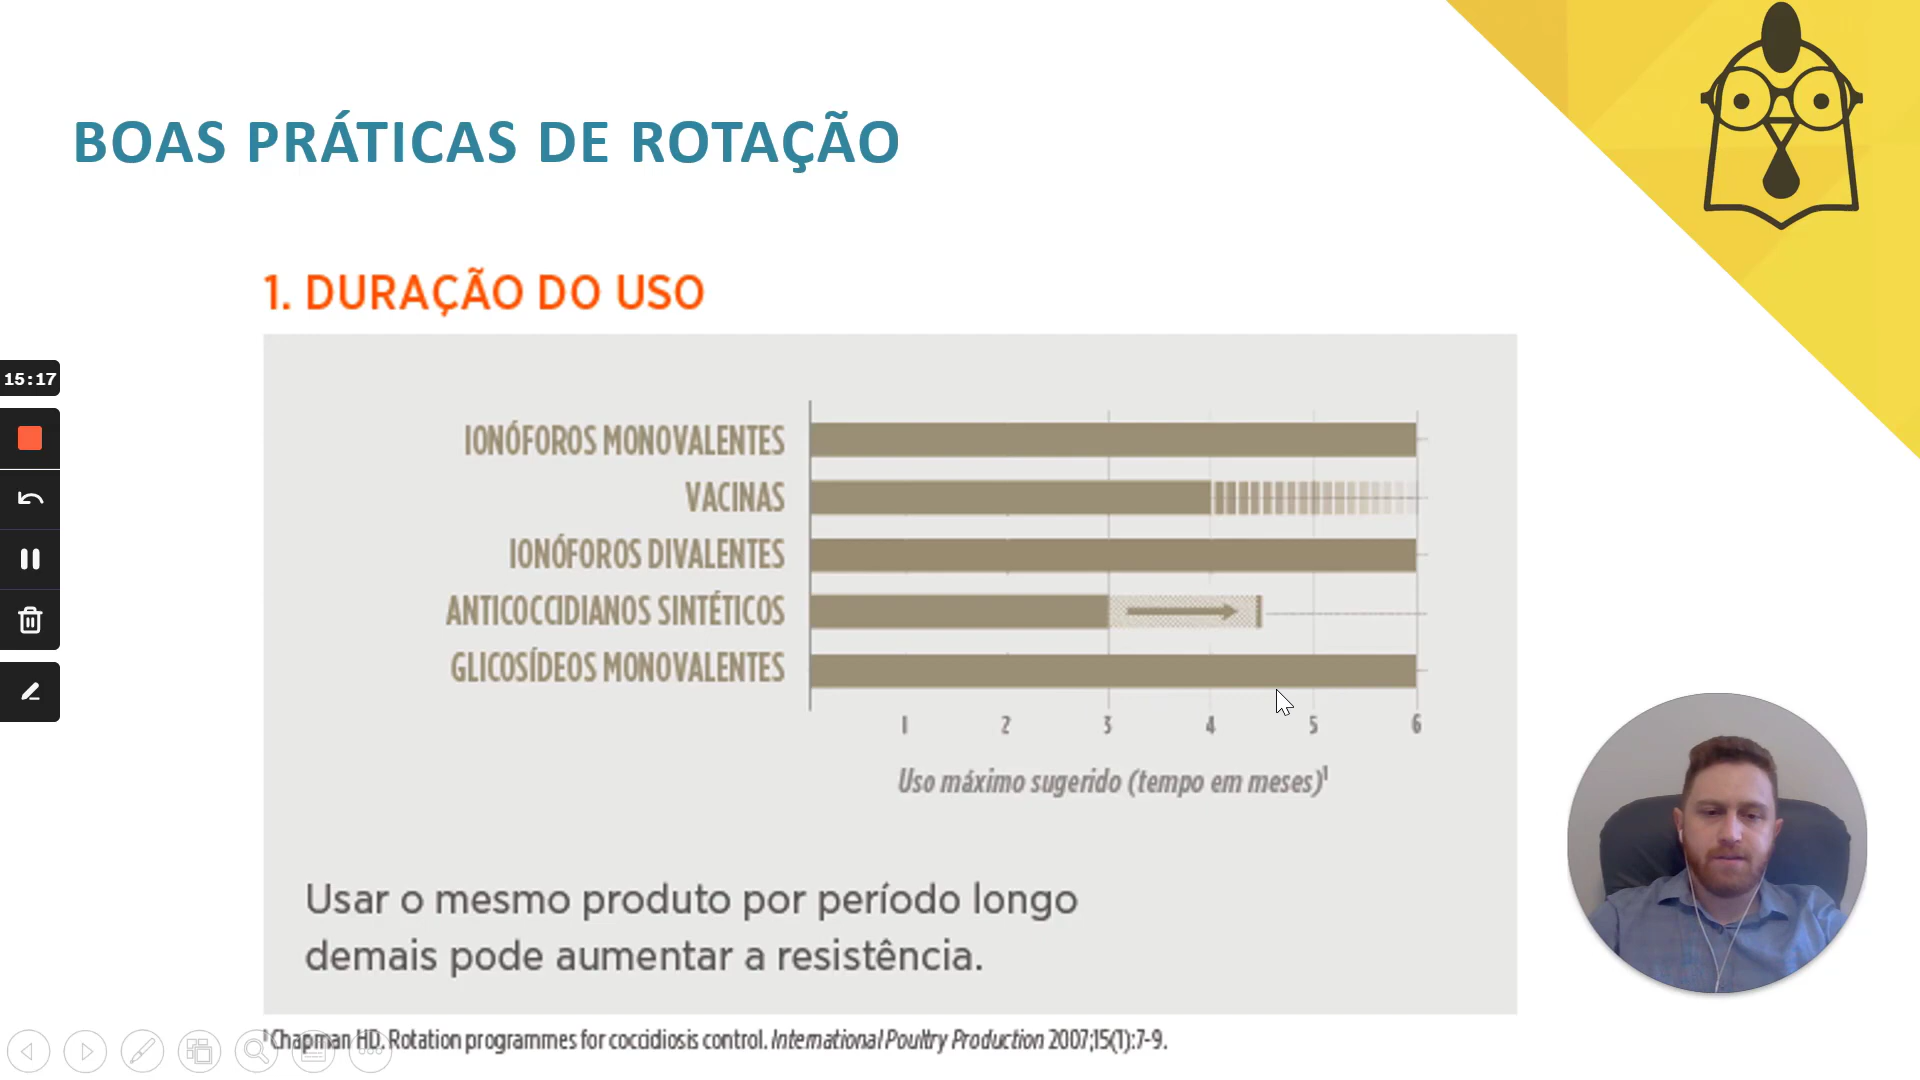 BOAS PRÁTICAS DE ROTAÇÃO
1. DURAÇÃO DO USO
15:17
IONÓFOROS MONOVALENTES
VACINAS
IONÓFOROS DIVALENTES
ANTICOCCIDIANOS SINTÉTICOS
GLICOSÍDEOS MONOVALENTES
1 2 3 4 5 6
Uso máximo sugerido (tempo em meses)¹
Usar o mesmo produto por período longo
demais pode aumentar a resistência.
¹Chapman HD. Rotation programmes for coccidiosis control. International Poultry Production 2007;15(1):7-9.